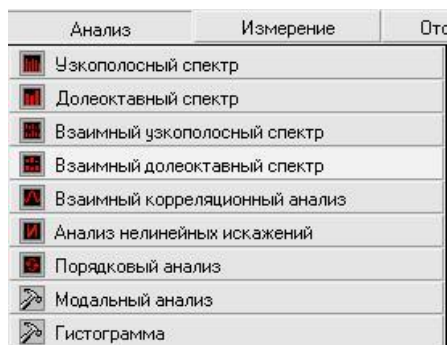 Анализ Измерение
Узкополосный спектр
Долеоктавный спектр
Взаимный узкополосный спектр
Взаимный долеоктавный спектр
Взаимный корреляционный анализ
Анализ нелинейных искажений
Порядковый анализ
Модальный анализ
Гистограмма